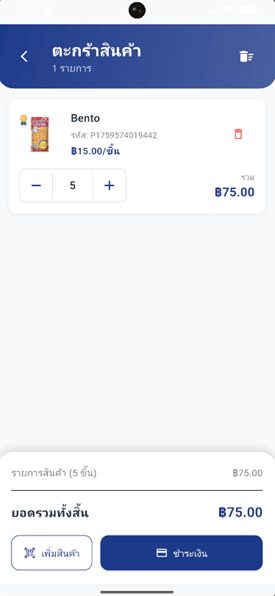 ตะกร้าสินค้า
1 รายการ
Bento
รหัส: P1759574019442
฿15.00/ชิ้น
5
รวม
฿75.00
รายการสินค้า (5 ชิ้น)
฿75.00
ยอดรวมทั้งสิ้น
฿75.00
เพิ่มสินค้า
ชำระเงิน